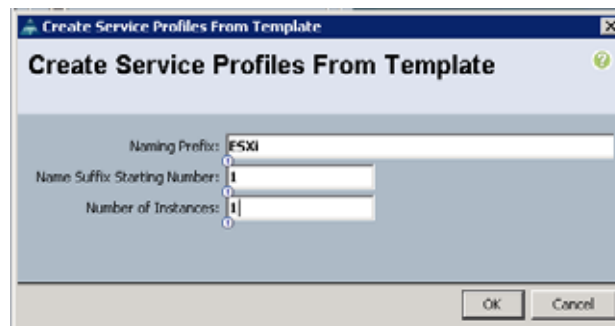 Create Service Profiles From Template
Create Service Profiles From Template
Naming Prefix: ESXi
Name Suffix Starting Number: 1
Number of Instances: 1
OK Cancel